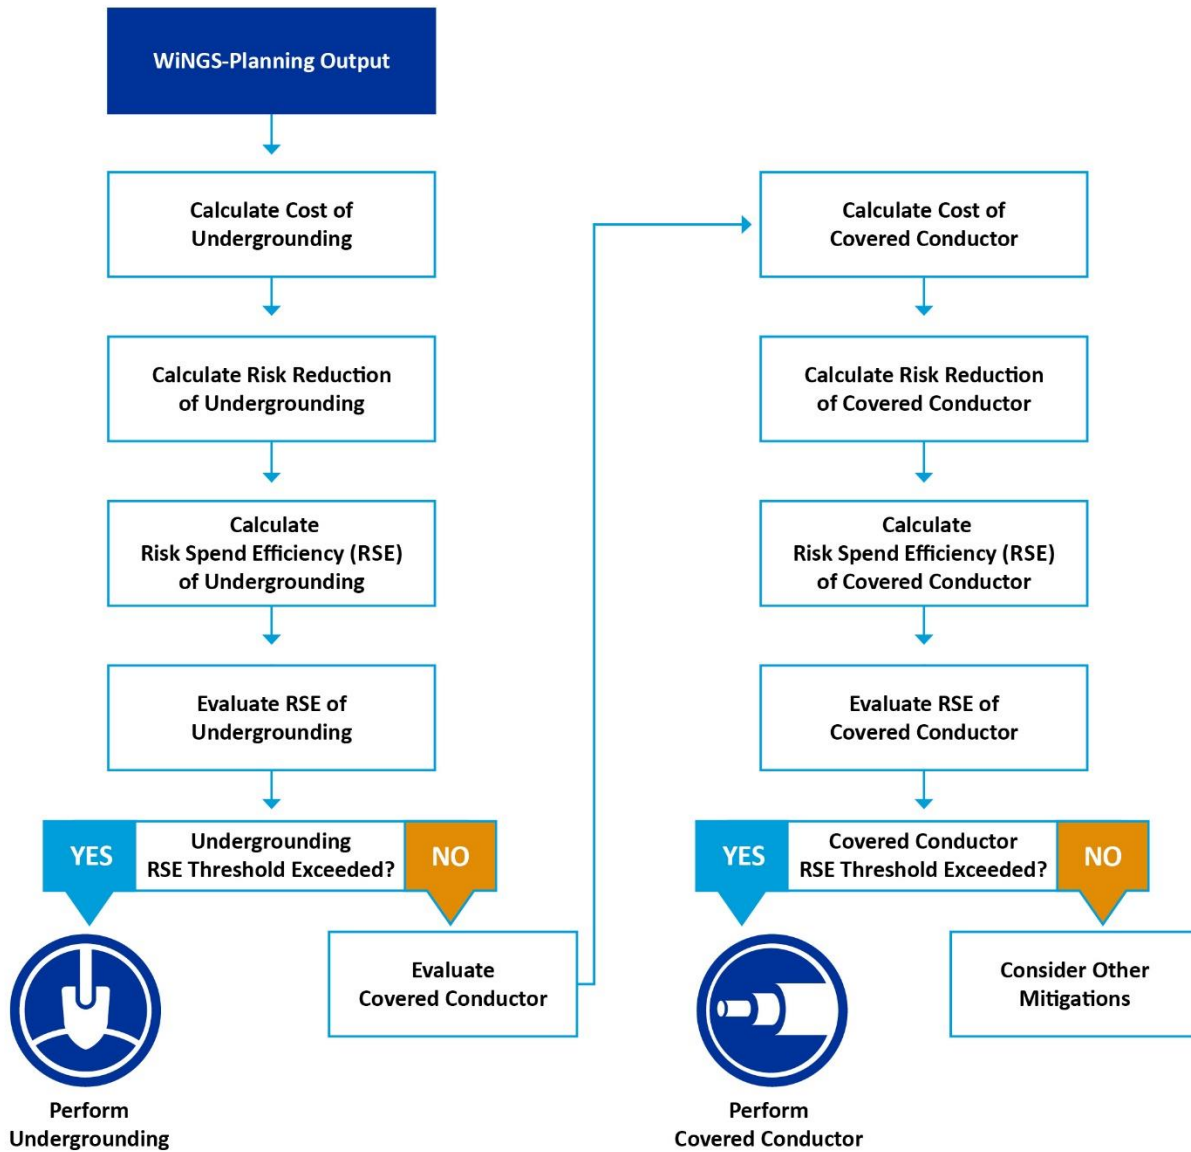 WiNGS-Planning Output
Calculate Cost of
Undergrounding
Calculate Risk Reduction
of Undergrounding
Calculate
Risk Spend Efficiency (RSE)
of Undergrounding
Evaluate RSE of
Undergrounding
YES
Undergrounding
RSE Threshold Exceeded?
NO
Perform
Undergrounding
Evaluate
Covered Conductor
Calculate Cost of
Covered Conductor
Calculate Risk Reduction
of Covered Conductor
Calculate
Risk Spend Efficiency (RSE)
of Covered Conductor
Evaluate RSE of
Covered Conductor
YES
Covered Conductor
RSE Threshold Exceeded?
NO
Perform
Covered Conductor
Consider Other
Mitigations